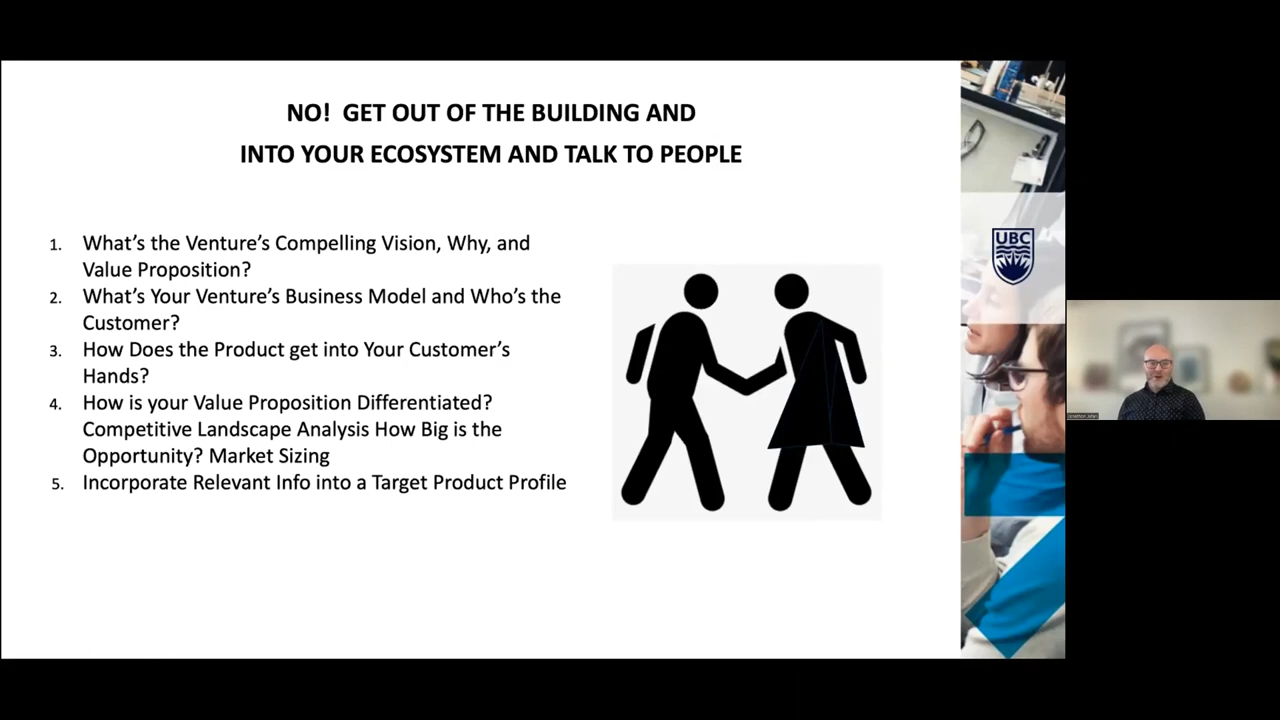 NO!  GET OUT OF THE BUILDING AND
INTO YOUR ECOSYSTEM AND TALK TO PEOPLE
1. What's the Venture's Compelling Vision, Why, and
Value Proposition?
2. What's Your Venture's Business Model and Who's the
Customer?
3. How Does the Product get into Your Customer's
Hands?
4. How is your Value Proposition Differentiated?
Competitive Landscape Analysis How Big is the
Opportunity? Market Sizing
5. Incorporate Relevant Info into a Target Product Profile
UBC